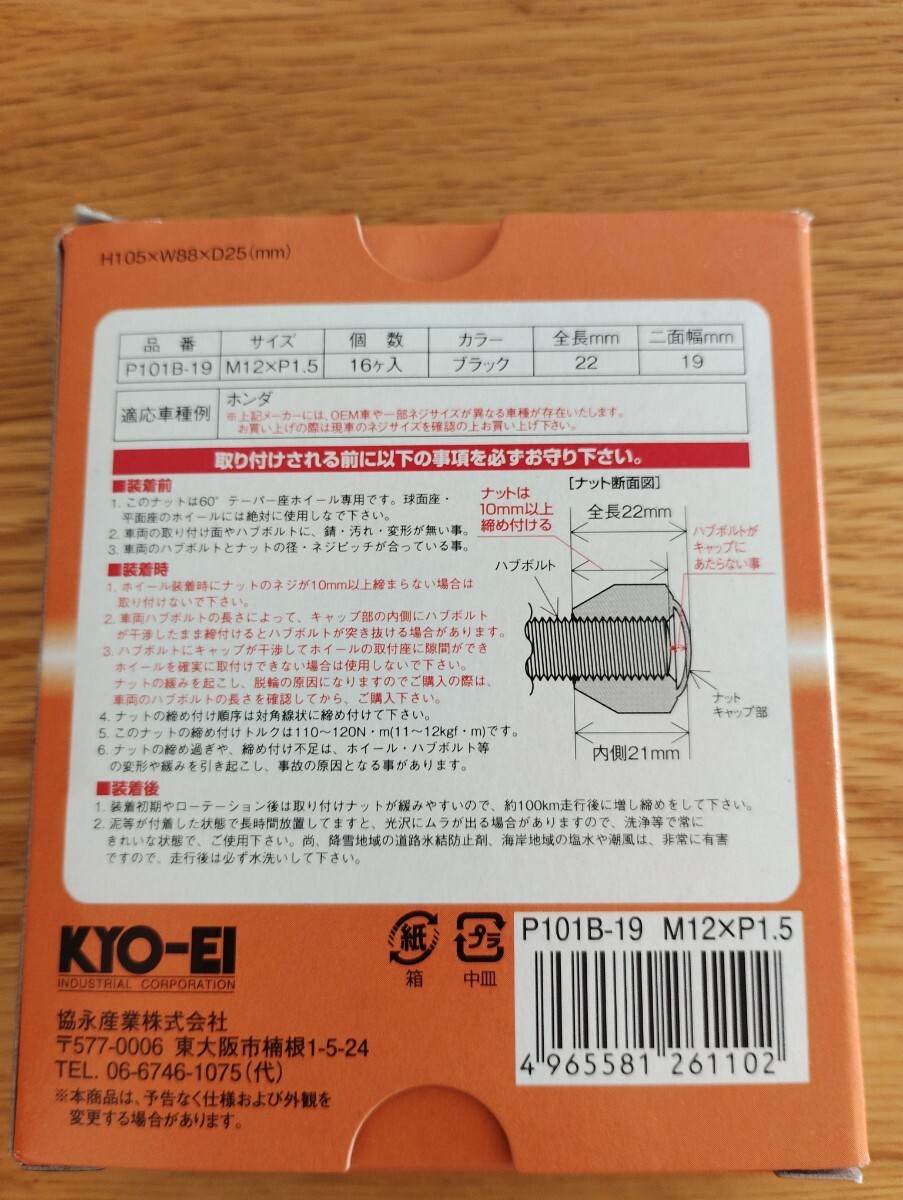 H105×W88×D25(mm)
品 番 サイズ 個 数 カラー 全長mm 二面幅mm
P101B-19 M12×P1.5 16ヶ入 ブラック 22 19
適応車種例 ホンダ
※上記メーカーには、OEM車や一部ネジサイズが異なる車種が存在いたします。
お買い上げの際は現車のネジサイズを確認の上お買い上げ下さい。
取り付けされる前に以下の事項を必ずお守り下さい。
■装着前
1. このナットは60°テーパー座ホイール専用です。球面座・
平面座のホイールには絶対に使用しなで下さい。
2. 車両の取り付け面やハブボルトに、錆・汚れ・変形が無い事。
3. 車両のハブボルトとナットの径・ネジピッチが合っている事。
■装着時
1. ホイール装着時にナットのネジが10mm以上締まらない場合は
取り付けないで下さい。
2. 車両ハブボルトの長さによって、キャップ部の内側にハブボルト
が干渉したまま締付けるとハブボルトが突き抜ける場合があります。
3. ハブボルトにキャップが干渉してホイールの取付座に隙間ができ
ホイールを確実に取付けできない場合は使用しないで下さい。
ナットの緩みを起こし、脱輪の原因になりますのでご購入の際は、
車両のハブボルトの長さを確認してから、ご購入下さい。
4. ナットの締め付け順序は対角線状に締め付けて下さい。
5. このナットの締め付けトルクは110〜120N・m(11〜12kgf・m)です。
6. ナットの締め過ぎや、締め付け不足は、ホイール・ハブボルト等
の変形や緩みを引き起こし、事故の原因となる事があります。
[ナット断面図]
ナットは
10mm以上
締め付ける
全長22mm
ハブボルトが
キャップに
あたらない事
ハブボルト
ナット
キャップ部
内側21mm
■装着後
1. 装着初期やローテーション後は取り付けナットが緩みやすいので、約100km走行後に増し締めをして下さい。
2. 泥等が付着した状態で長時間放置してますと、光沢にムラが出る場合がありますので、洗浄等で常に
きれいな状態で、ご使用下さい。尚、降雪地域の道路氷結防止剤、海岸地域の塩水や潮風は、非常に有害
ですので、走行後は必ず水洗いして下さい。
KYO-EI
INDUSTRIAL CORPORATION
紙
箱
プラ
中皿
P101B-19 M12×P1.5
4 965581 261102
協永産業株式会社
〒577-0006 東大阪市楠根1-5-24
TEL. 06-6746-1075(代)
※本商品は、予告なく仕様および外観を
変更する場合があります。